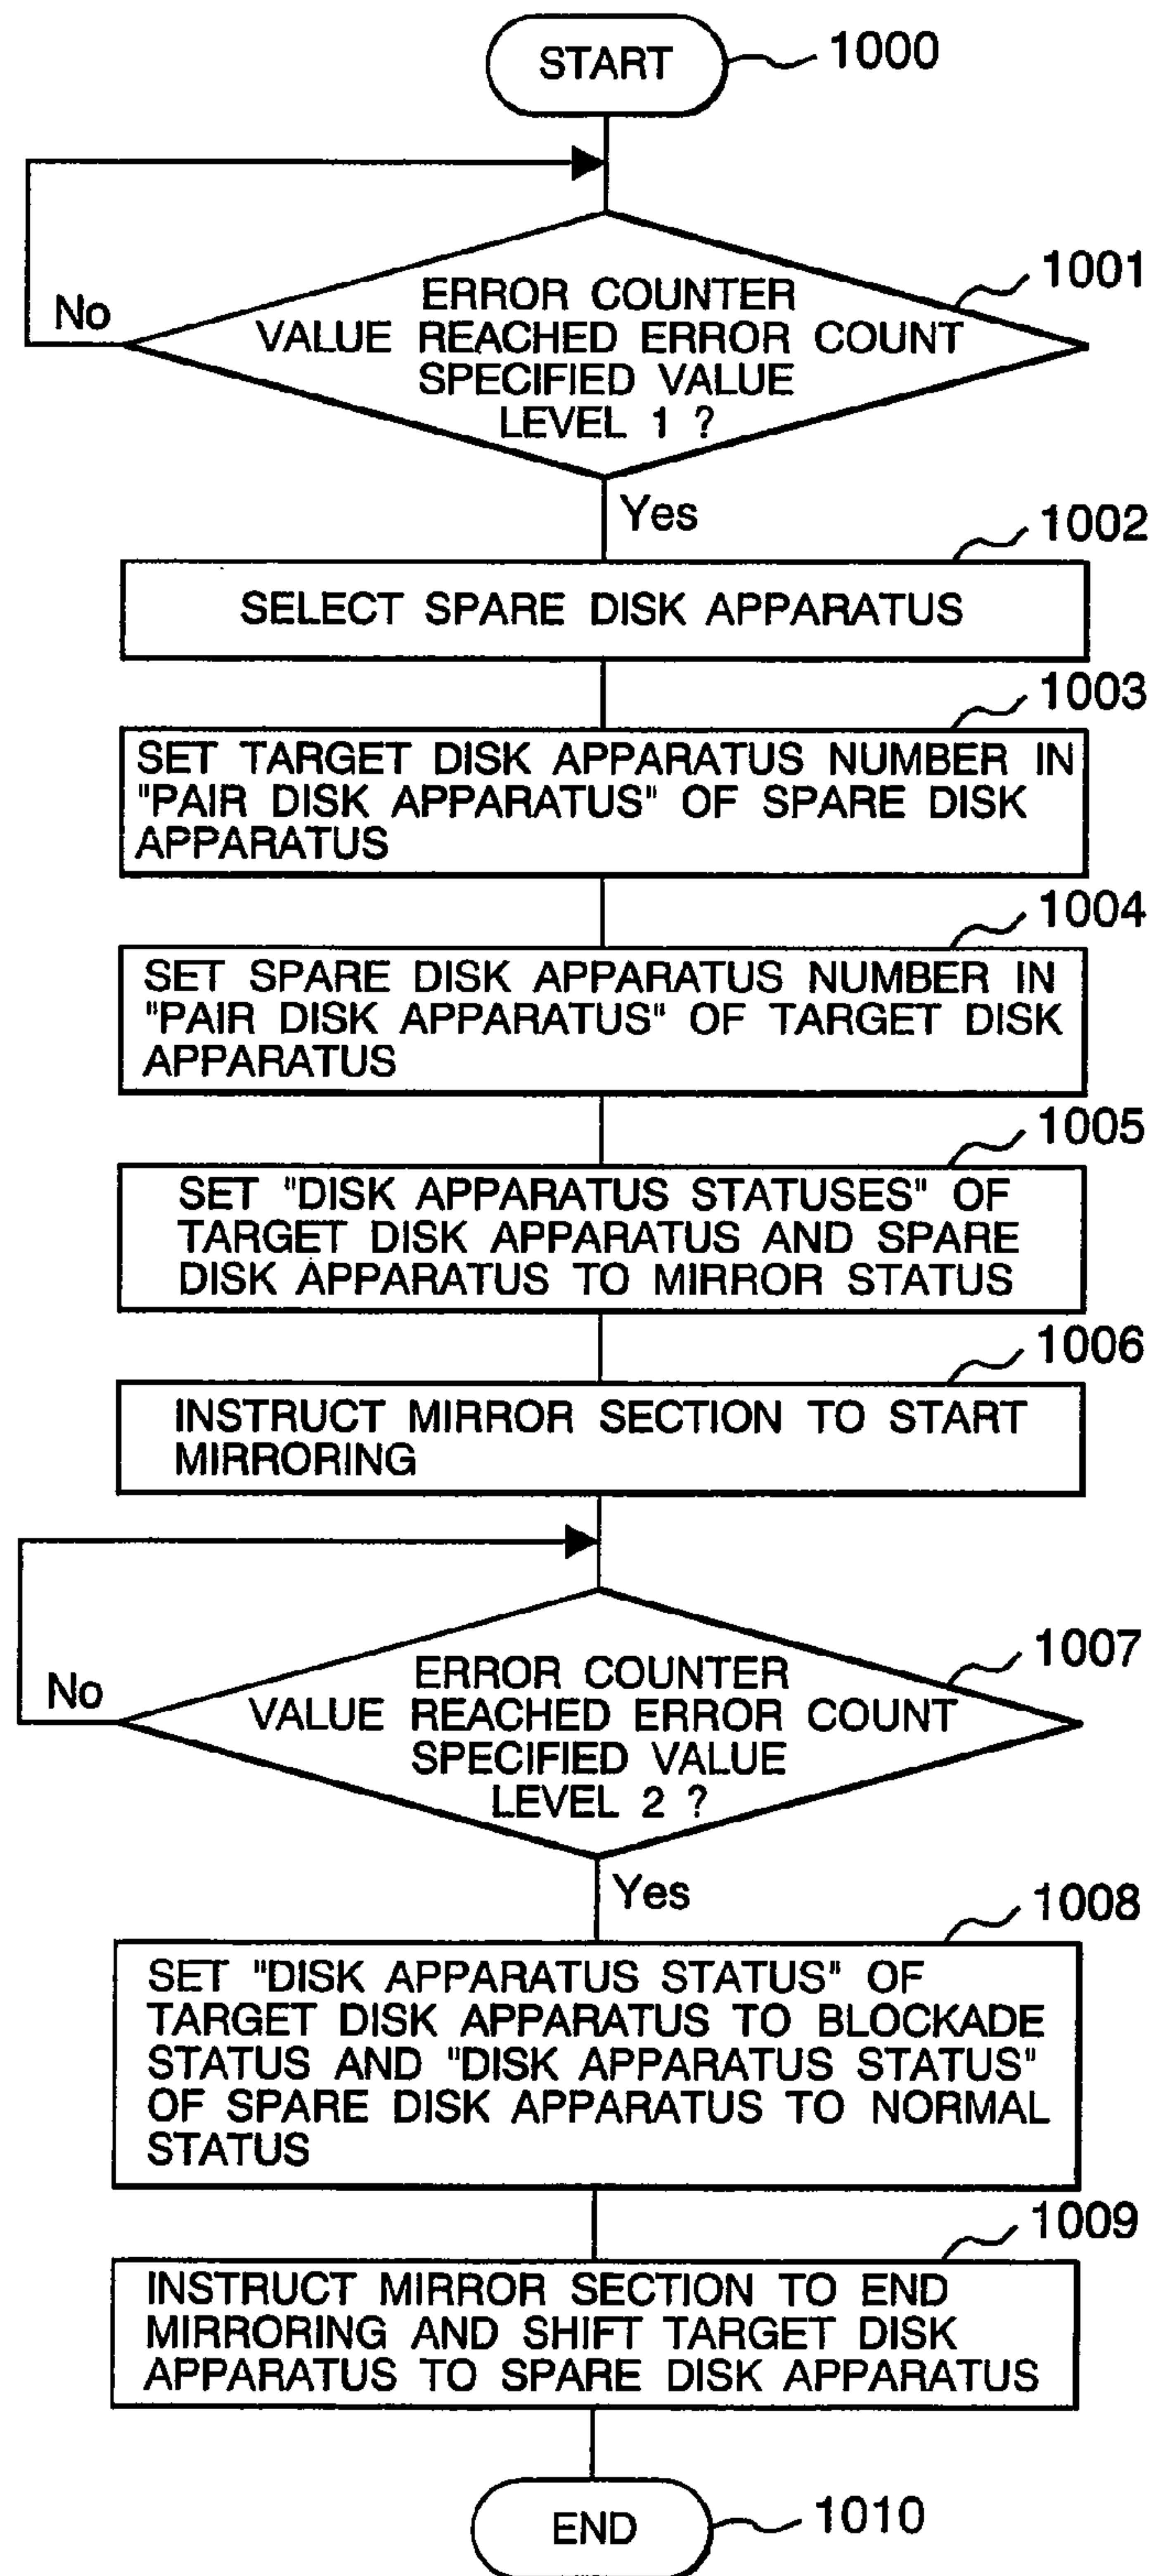 START
1000
1001
ERROR COUNTER
VALUE REACHED ERROR COUNT
SPECIFIED VALUE
LEVEL 1 ?
No
Yes
1002
SELECT SPARE DISK APPARATUS
1003
SET TARGET DISK APPARATUS NUMBER IN
"PAIR DISK APPARATUS" OF SPARE DISK
APPARATUS
1004
SET SPARE DISK APPARATUS NUMBER IN
"PAIR DISK APPARATUS" OF TARGET DISK
APPARATUS
1005
SET "DISK APPARATUS STATUSES" OF
TARGET DISK APPARATUS AND SPARE
DISK APPARATUS TO MIRROR STATUS
1006
INSTRUCT MIRROR SECTION TO START
MIRRORING
1007
ERROR COUNTER
VALUE REACHED ERROR COUNT
SPECIFIED VALUE
LEVEL 2 ?
No
Yes
1008
SET "DISK APPARATUS STATUS" OF
TARGET DISK APPARATUS TO BLOCKADE
STATUS AND "DISK APPARATUS STATUS"
OF SPARE DISK APPARATUS TO NORMAL
STATUS
1009
INSTRUCT MIRROR SECTION TO END
MIRRORING AND SHIFT TARGET DISK
APPARATUS TO SPARE DISK APPARATUS
END
1010